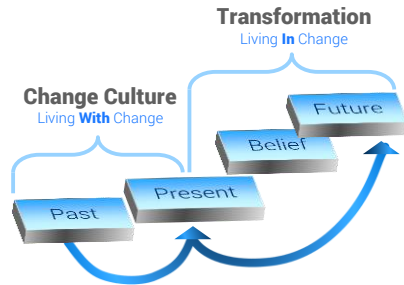 Transformation
Living In Change
Change Culture
Living With Change
Future
Belief
Present
Past